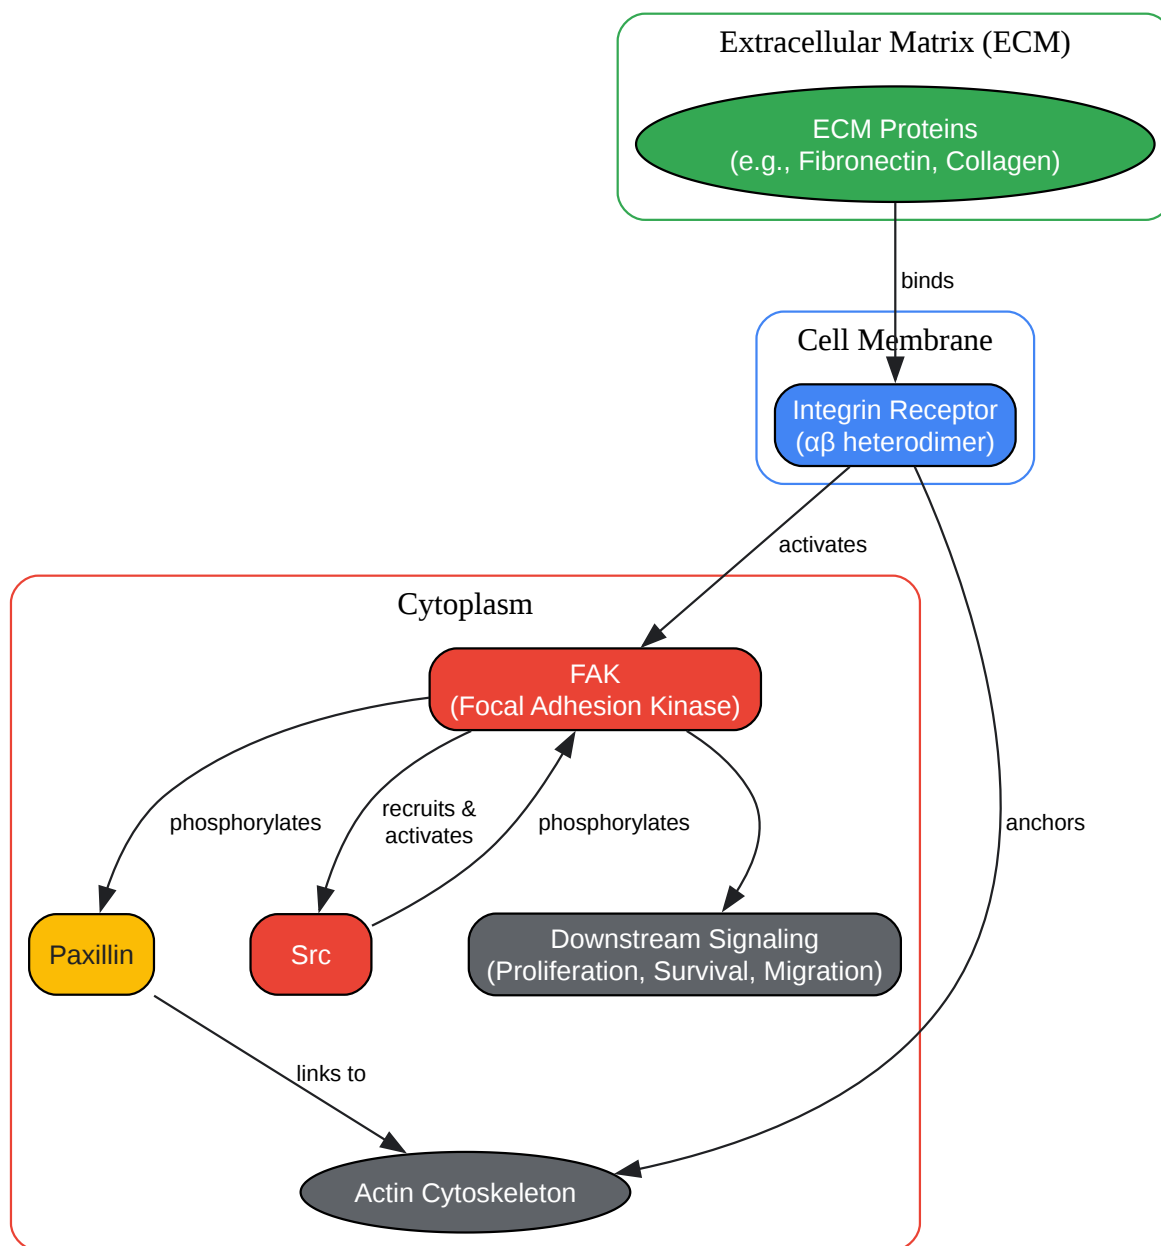 Extracellular Matrix (ECM)
ECM Proteins
(e.g., Fibronectin, Collagen)
binds
Cell Membrane
Integrin Receptor
(αβ heterodimer)
activates
Cytoplasm
FAK
(Focal Adhesion Kinase)
phosphorylates
recruits &
activates
phosphorylates
anchors
Paxillin
Src
Downstream Signaling
(Proliferation, Survival, Migration)
links to
Actin Cytoskeleton